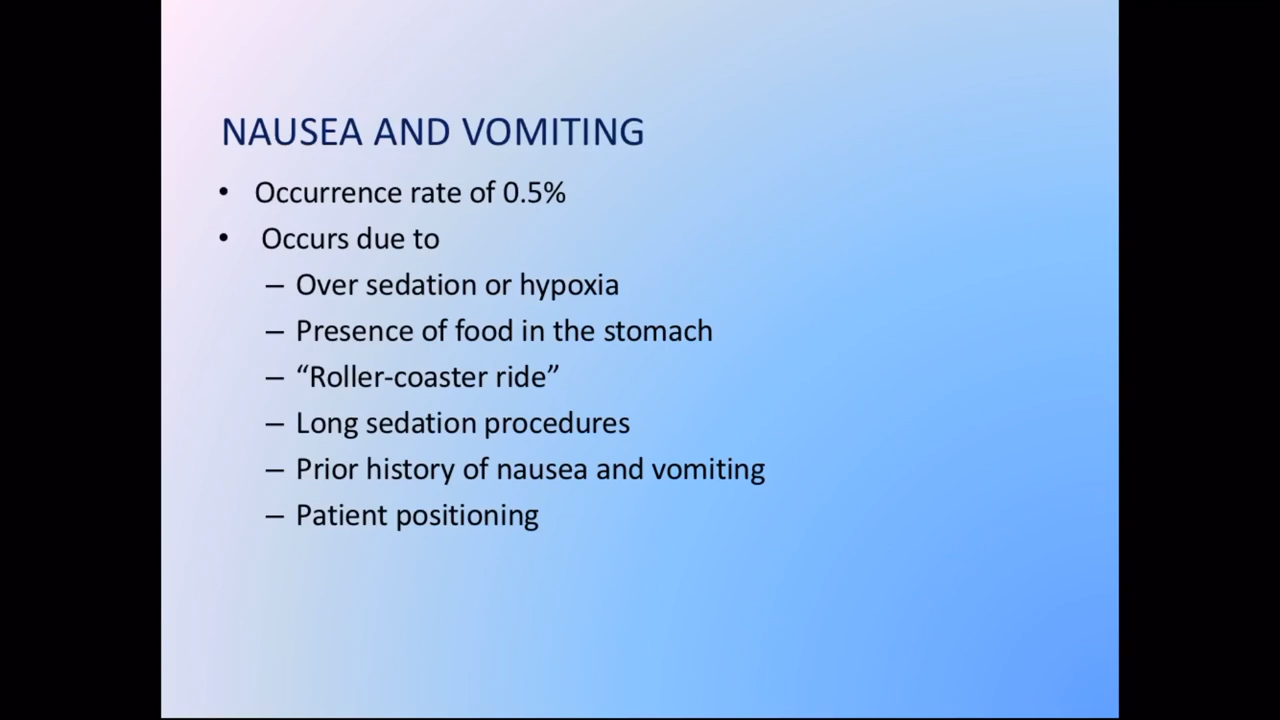 NAUSEA AND VOMITING
• Occurrence rate of 0.5%
• Occurs due to
– Over sedation or hypoxia
– Presence of food in the stomach
– “Roller-coaster ride”
– Long sedation procedures
– Prior history of nausea and vomiting
– Patient positioning